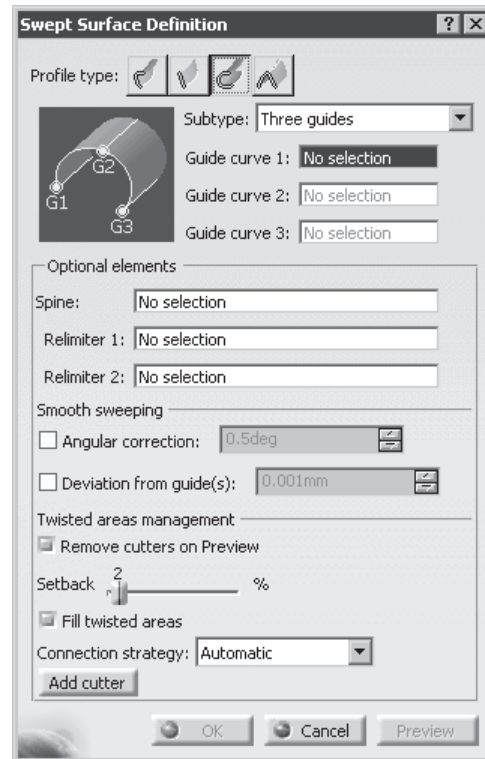 Swept Surface Definition
Profile type:
Subtype: Three guides
G1
G2
G3
Guide curve 1: No selection
Guide curve 2: No selection
Guide curve 3: No selection
Optional elements
Spine: No selection
Relimiter 1: No selection
Relimiter 2: No selection
Smooth sweeping
Angular correction: 0.5deg
Deviation from guide(s): 0.001mm
Twisted areas management
Remove cutters on Preview
2
Setback %
Fill twisted areas
Connection strategy: Automatic
Add cutter
OK Cancel Preview